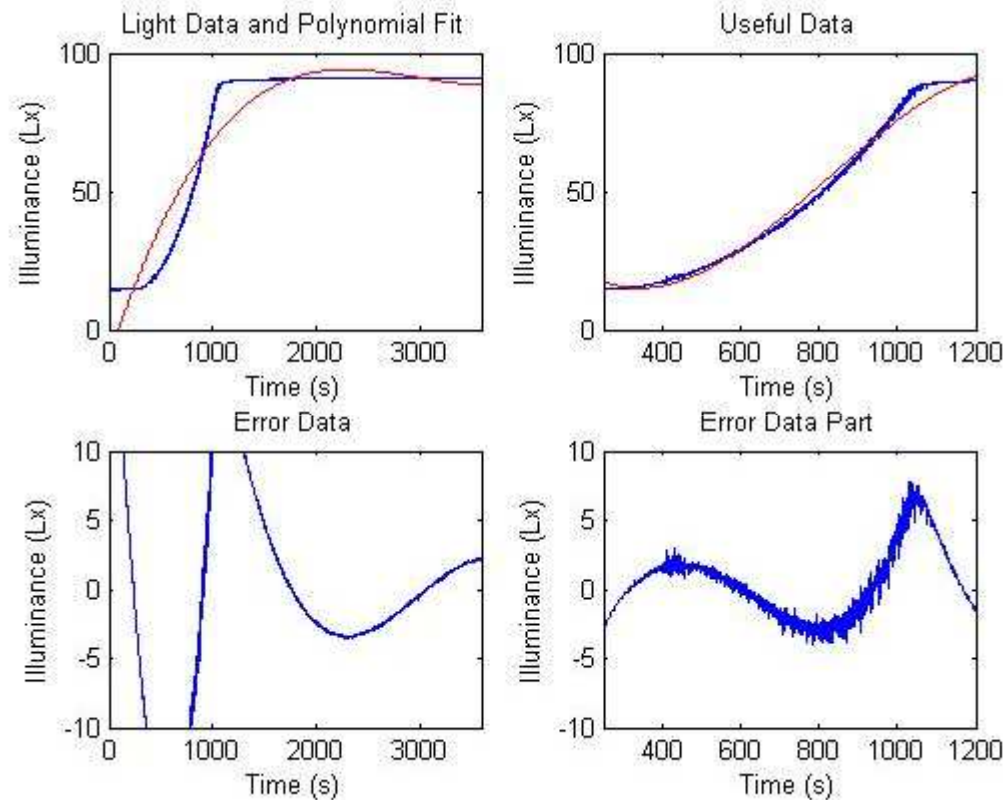 Light Data and Polynomial Fit
100
50
0
Illuminance (Lx)
0 1000 2000 3000
Time (s)
Useful Data
100
50
0
Illuminance (Lx)
400 600 800 1000 1200
Time (s)
Error Data
10
5
0
-5
-10
Illuminance (Lx)
0 1000 2000 3000
Time (s)
Error Data Part
10
5
0
-5
-10
Illuminance (Lx)
400 600 800 1000 1200
Time (s)